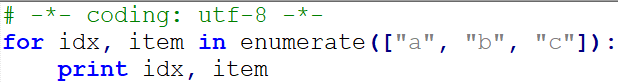 # -*- coding: utf-8 -*-
for idx, item in enumerate(["a", "b", "c"]):
    print idx, item